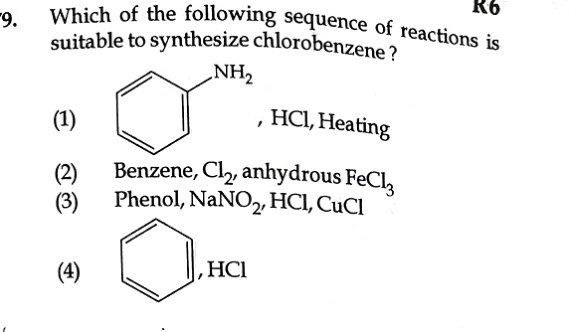 R6
9. Which of the following sequence of reactions is
suitable to synthesize chlorobenzene ?
NH₂
(1) , HCl, Heating
(2) Benzene, Cl₂, anhydrous FeCl₃
(3) Phenol, NaNO₂, HCl, CuCl
(4) , HCl